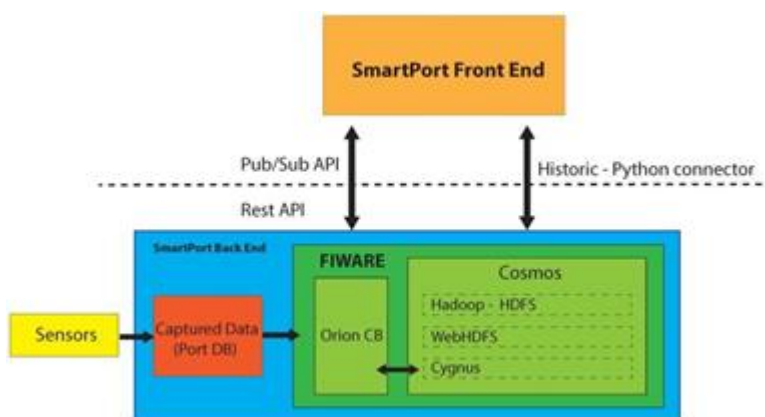 SmartPort Front End
Pub/Sub API
Historic - Python connector
Rest API
SmartPort Back End
FIWARE
Cosmos
Hadoop - HDFS
Sensors
Captured Data
(Port DB)
Orion CB
WebHDFS
Cygnus